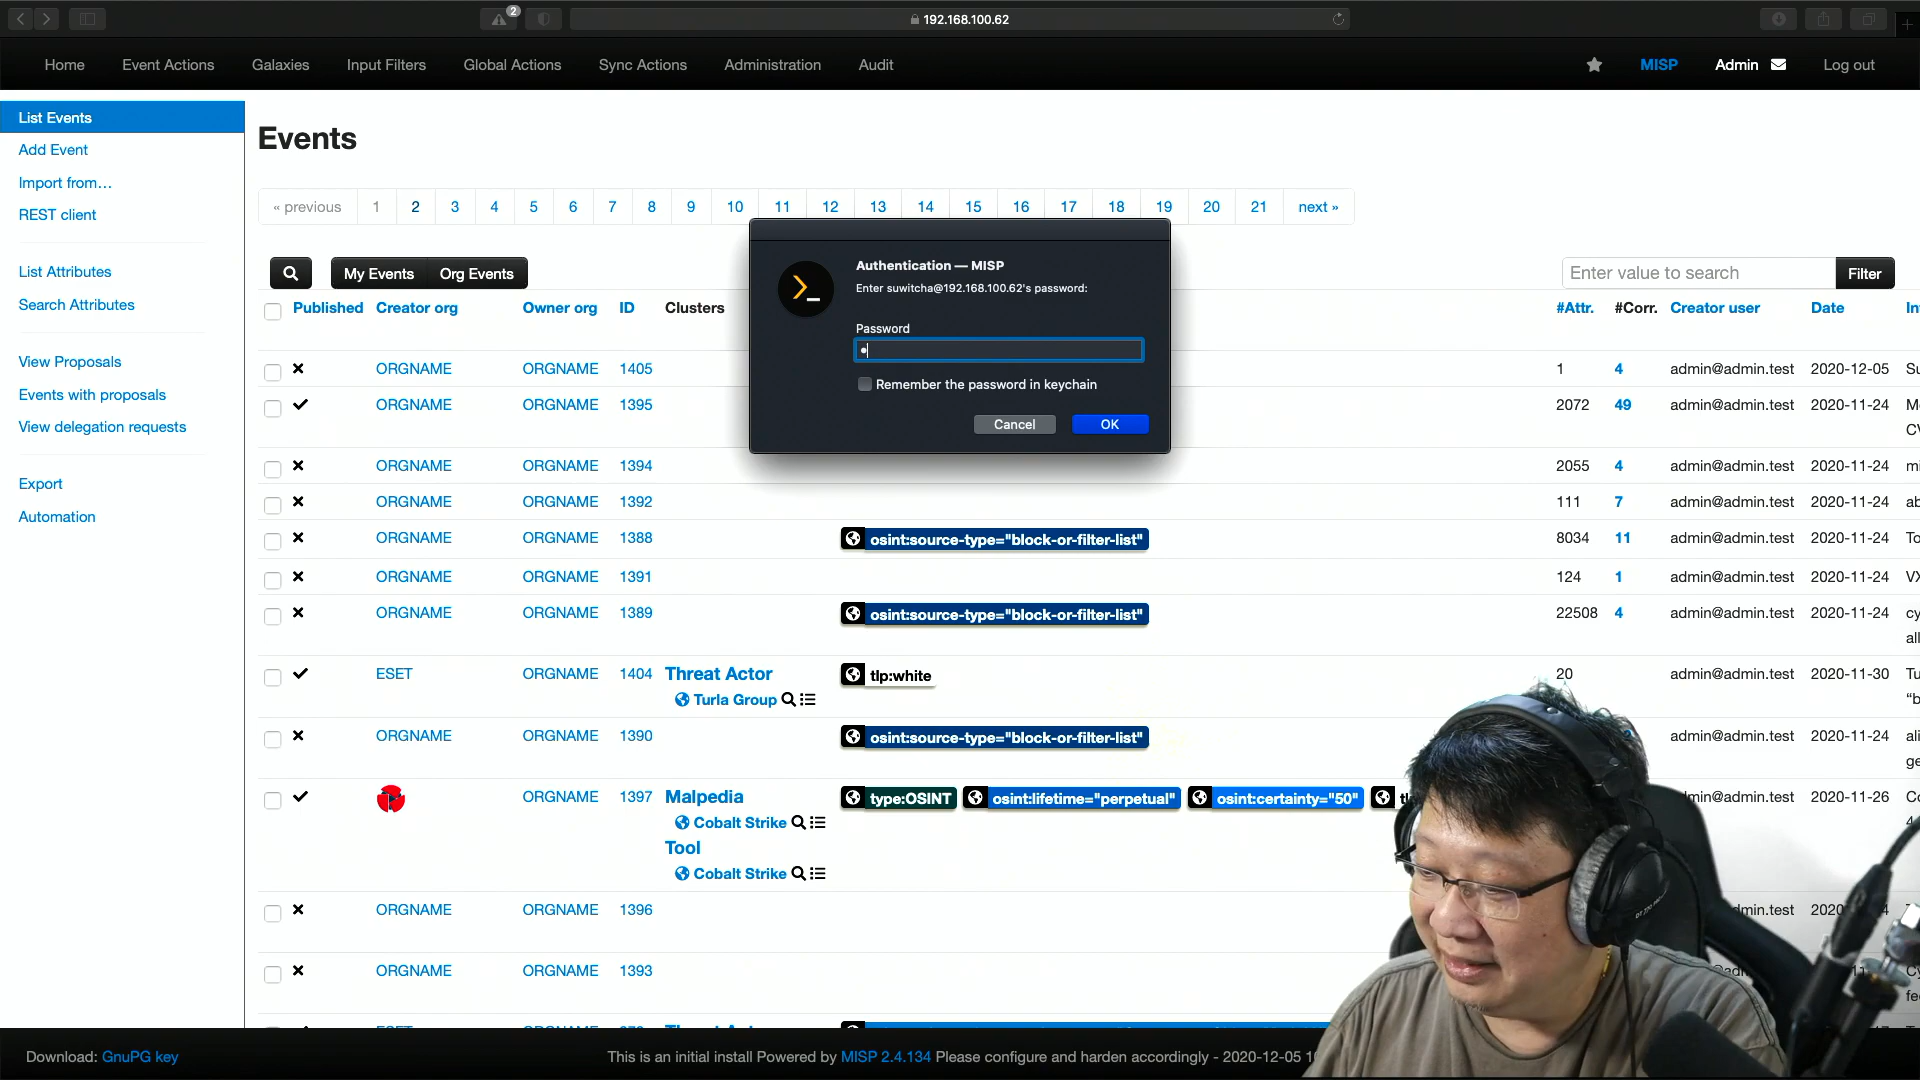 2
192.168.100.62
Home Event Actions Galaxies Input Filters Global Actions Sync Actions Administration Audit MISP Admin Log out
List Events
Add Event
Import from…
REST client
List Attributes
Search Attributes
View Proposals
Events with proposals
View delegation requests
Export
Automation
Events
« previous 1 2 3 4 5 6 7 8 9 10 11 12 13 14 15 16 17 18 19 20 21 next »
My Events Org Events Enter value to search Filter
Authentication — MISP
Enter suwitcha@192.168.100.62's password:
Password
Remember the password in keychain
Cancel OK
Published Creator org Owner org ID Clusters #Attr. #Corr. Creator user Date
ORGNAME ORGNAME 1405 1 4 admin@admin.test 2020-12-05
ORGNAME ORGNAME 1395 2072 49 admin@admin.test 2020-11-24
ORGNAME ORGNAME 1394 2055 4 admin@admin.test 2020-11-24
ORGNAME ORGNAME 1392 111 7 admin@admin.test 2020-11-24
ORGNAME ORGNAME 1388 osint:source-type="block-or-filter-list" 8034 11 admin@admin.test 2020-11-24
ORGNAME ORGNAME 1391 124 1 admin@admin.test 2020-11-24
ORGNAME ORGNAME 1389 osint:source-type="block-or-filter-list" 22508 4 admin@admin.test 2020-11-24
ESET ORGNAME 1404 Threat Actor tlp:white 20 admin@admin.test 2020-11-30
Turla Group
ORGNAME ORGNAME 1390 osint:source-type="block-or-filter-list" admin@admin.test 2020-11-24
ORGNAME 1397 Malpedia type:OSINT osint:lifetime="perpetual" osint:certainty="50" 2020-11-26
Cobalt Strike
Tool
Cobalt Strike
ORGNAME ORGNAME 1396
ORGNAME ORGNAME 1393
Download: GnuPG key This is an initial install Powered by MISP 2.4.134 Please configure and harden accordingly - 2020-12-05